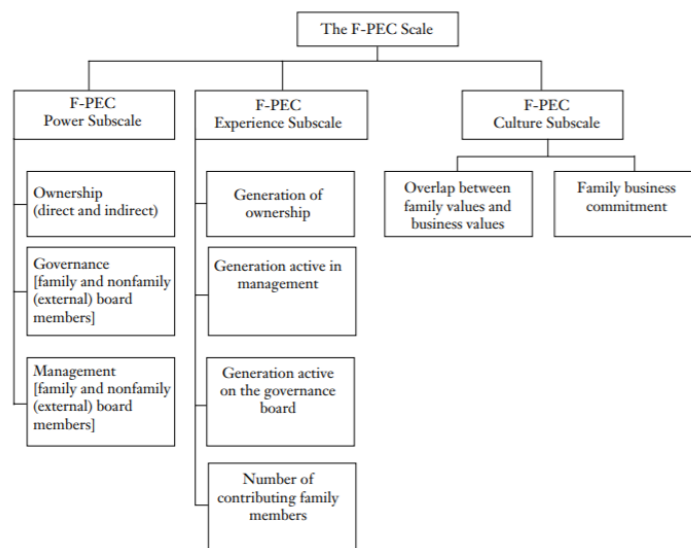 The F-PEC Scale
F-PEC
Power Subscale
F-PEC
Experience Subscale
F-PEC
Culture Subscale
Ownership
(direct and indirect)
Governance
[family and nonfamily
(external) board
members]
Management
[family and nonfamily
(external) board
members]
Generation of
ownership
Generation active in
management
Generation active
on the governance
board
Number of
contributing family
members
Overlap between
family values and
business values
Family business
commitment